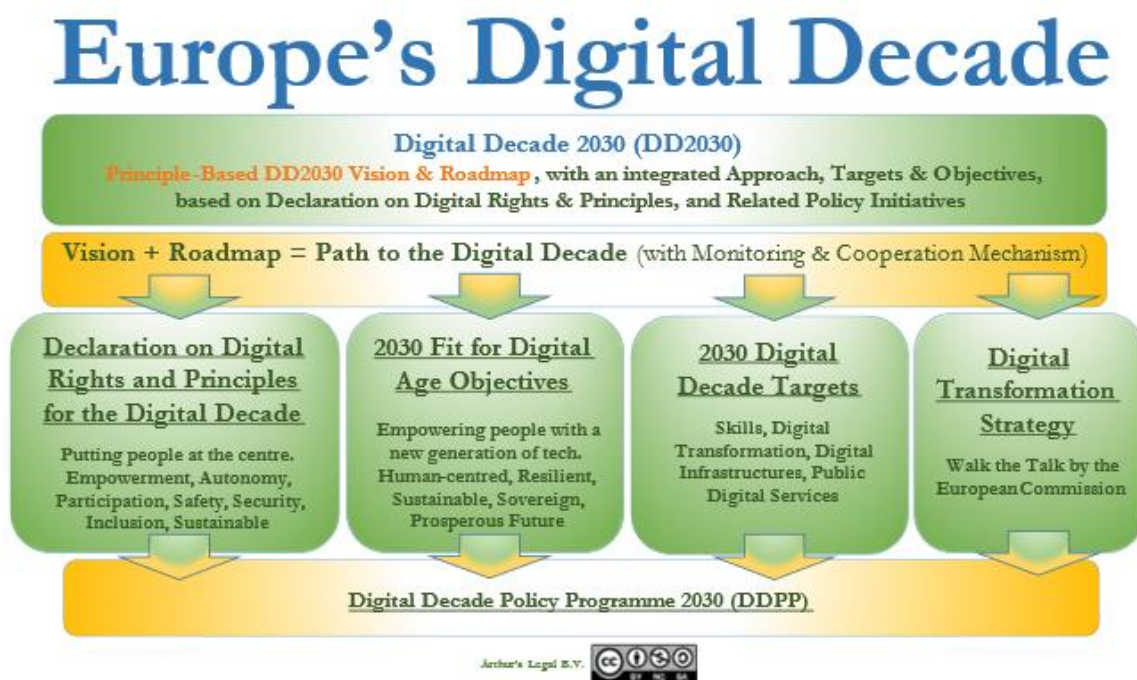 Europe's Digital Decade
Digital Decade 2030 (DD2030)
Principle-Based DD2030 Vision & Roadmap, with an integrated Approach, Targets & Objectives,
based on Declaration on Digital Rights & Principles, and Related Policy Initiatives
Vision + Roadmap = Path to the Digital Decade (with Monitoring & Cooperation Mechanism)
Declaration on Digital
Rights and Principles
for the Digital Decade
Putting people at the centre.
Empowerment, Autonomy,
Participation, Safety, Security,
Inclusion, Sustainable
2030 Fit for Digital
Age Objectives
Empowering people with a
new generation of tech.
Human-centred, Resilient,
Sustainable, Sovereign,
Prosperous Future
2030 Digital
Decade Targets
Skills, Digital
Transformation, Digital
Infrastructures, Public
Digital Services
Digital
Transformation
Strategy
Walk the Talk by the
European Commission
Digital Decade Policy Programme 2030 (DDPP)
Arthur's Legal B.V.
cc
BY NC SA